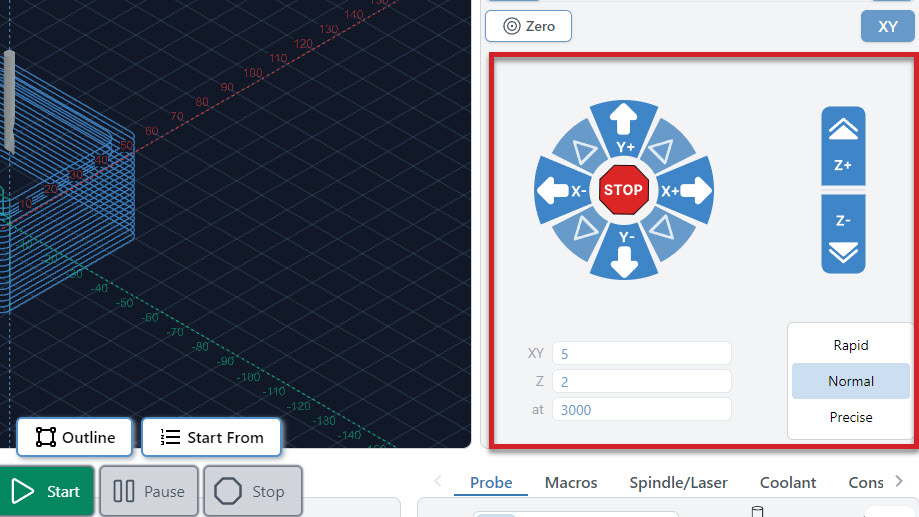 Zero
XY
Y+
X-
STOP
X+
Y-
Z+
Z-
XY 5
Z 2
at 3000
Rapid
Normal
Precise
10
20
30
40
50
60
70
80
90
100
110
120
130
140
150
-10
-20
-30
-40
-50
-60
-70
-80
-90
-100
-110
-120
-130
-140
-150
Outline
Start From
Start
Pause
Stop
Probe
Macros
Spindle/Laser
Coolant
Cons